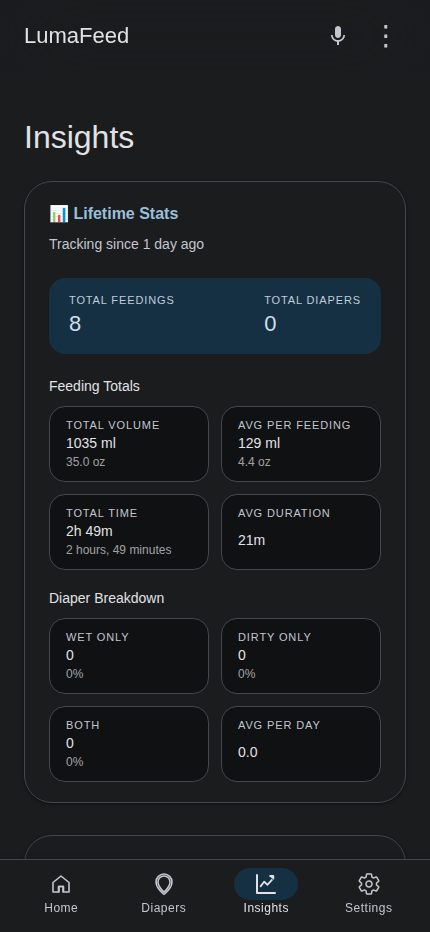 LumaFeed
Insights
📊 Lifetime Stats
Tracking since 1 day ago
TOTAL FEEDINGS TOTAL DIAPERS
8 0
Feeding Totals
TOTAL VOLUME AVG PER FEEDING
1035 ml 129 ml
35.0 oz 4.4 oz
TOTAL TIME AVG DURATION
2h 49m 21m
2 hours, 49 minutes
Diaper Breakdown
WET ONLY DIRTY ONLY
0 0
0% 0%
BOTH AVG PER DAY
0 0.0
0%
Home Diapers Insights Settings